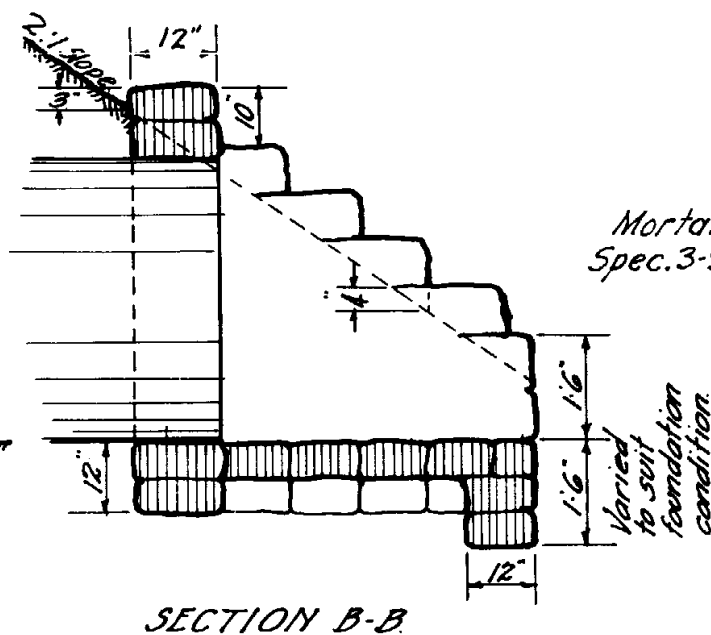 2:1 Slope
12"
3"
10"
Mortar
Spec. 3-
4"
1'-6"
12"
1'-6"
Varied
to suit
foundation
condition.
12"
SECTION B-B.